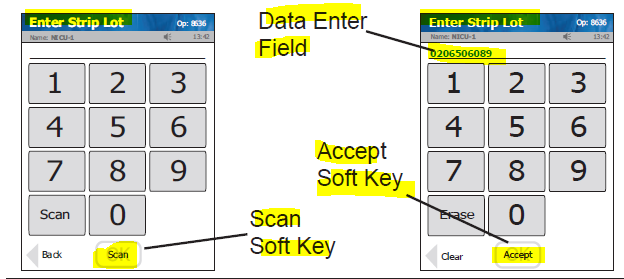 Enter Strip Lot Op: 8636
Name: NICU-1 13:42
1 2 3
4 5 6
7 8 9
Scan 0
Back Scan
Data Enter
Field
Accept
Soft Key
Scan
Soft Key
Enter Strip Lot Op: 8636
Name: NICU-1 13:42
0206506089
1 2 3
4 5 6
7 8 9
Erase 0
Clear Accept